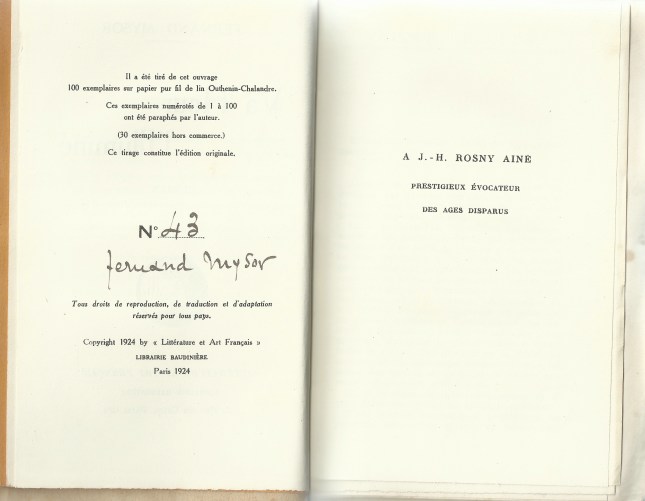 Il a été tiré de cet ouvrage
100 exemplaires sur papier pur fil de lin Outhenin-Chalandre.
Ces exemplaires numérotés de 1 à 100
ont été paraphés par l'auteur.
(30 exemplaires hors commerce.)
Ce tirage constitue l'édition originale.
N° 43
Fernand Mysor
Tous droits de reproduction, de traduction et d'adaptation
réservés pour tous pays.
Copyright 1924 by « Littérature et Art Français »
LIBRAIRIE BAUDINIÈRE
Paris 1924
A J.-H. ROSNY AINÉ
PRESTIGIEUX ÉVOCATEUR
DES AGES DISPARUS